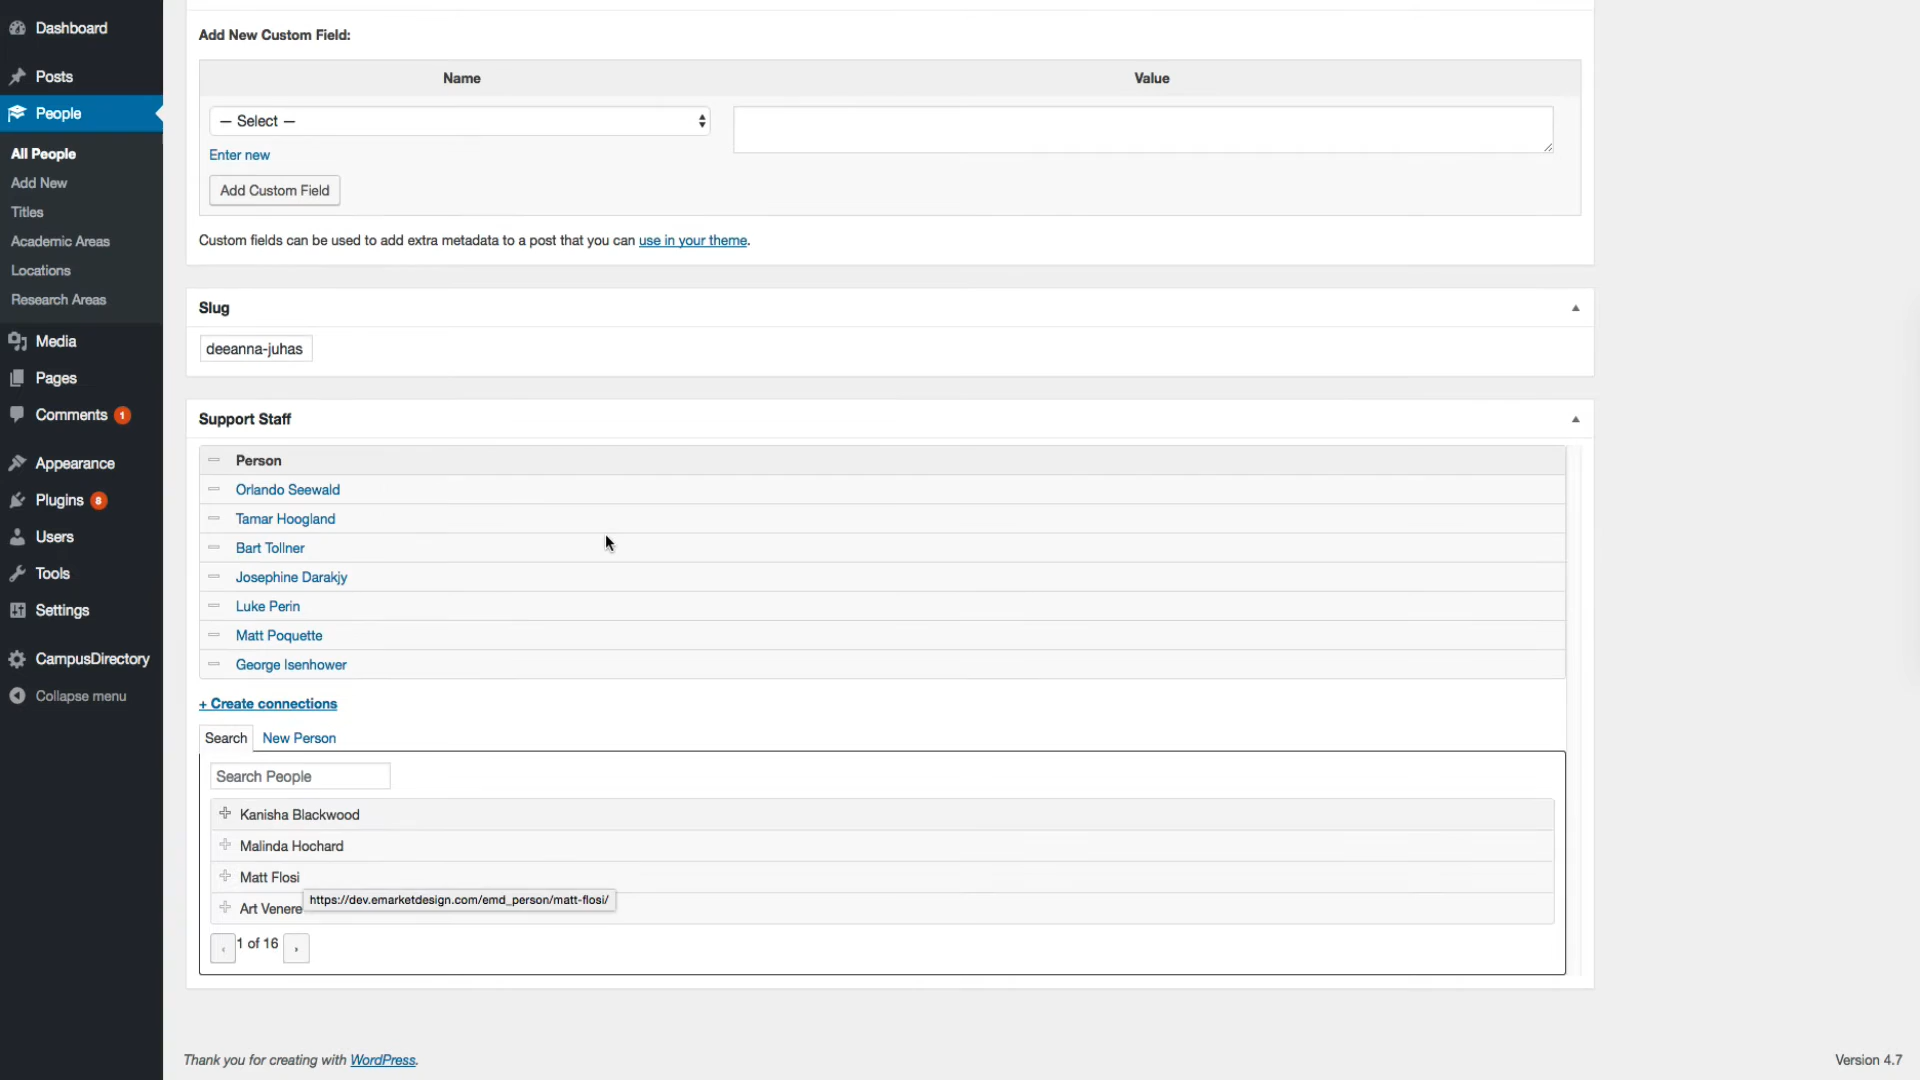 Dashboard
Posts
People
All People
Add New
Titles
Academic Areas
Locations
Research Areas
Media
Pages
Comments 1
Appearance
Plugins 8
Users
Tools
Settings
CampusDirectory
Collapse menu
Add New Custom Field:
Name Value
— Select —
Enter new
Add Custom Field
Custom fields can be used to add extra metadata to a post that you can use in your theme.
Slug
deeanna-juhas
Support Staff
Person
Orlando Seewald
Tamar Hoogland
Bart Tollner
Josephine Darakjy
Luke Perin
Matt Poquette
George Isenhower
+ Create connections
Search New Person
Search People
Kanisha Blackwood
Malinda Hochard
Matt Flosi
https://dev.emarketdesign.com/emd_person/matt-flosi/
Art Venere
‹ 1 of 16 ›
Thank you for creating with WordPress.
Version 4.7